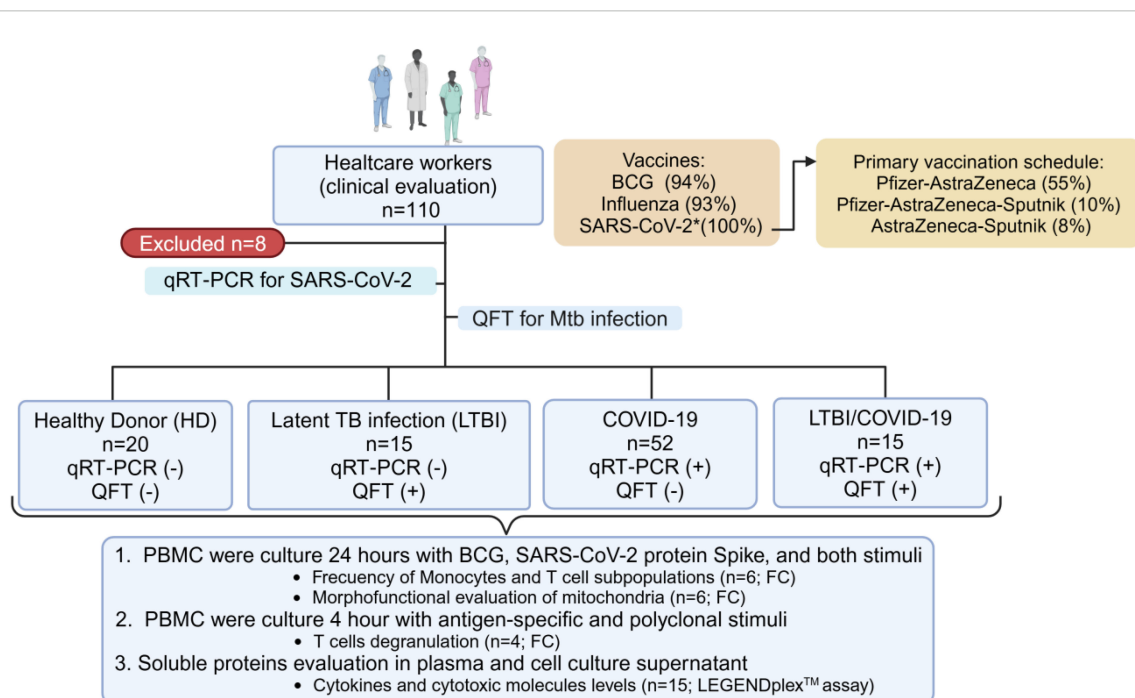 Healtcare workers
(clinical evaluation)
n=110
Vaccines:
BCG (94%)
Influenza (93%)
SARS-CoV-2*(100%)
Primary vaccination schedule:
Pfizer-AstraZeneca (55%)
Pfizer-AstraZeneca-Sputnik (10%)
AstraZeneca-Sputnik (8%)
Excluded n=8
qRT-PCR for SARS-CoV-2
QFT for Mtb infection
Healthy Donor (HD)
n=20
qRT-PCR (-)
QFT (-)
Latent TB infection (LTBI)
n=15
qRT-PCR (-)
QFT (+)
COVID-19
n=52
qRT-PCR (+)
QFT (-)
LTBI/COVID-19
n=15
qRT-PCR (+)
QFT (+)
1. PBMC were culture 24 hours with BCG, SARS-CoV-2 protein Spike, and both stimuli
• Frecuency of Monocytes and T cell subpopulations (n=6; FC)
• Morphofunctional evaluation of mitochondria (n=6; FC)
2. PBMC were culture 4 hour with antigen-specific and polyclonal stimuli
• T cells degranulation (n=4; FC)
3. Soluble proteins evaluation in plasma and cell culture supernatant
• Cytokines and cytotoxic molecules levels (n=15; LEGENDplex™ assay)